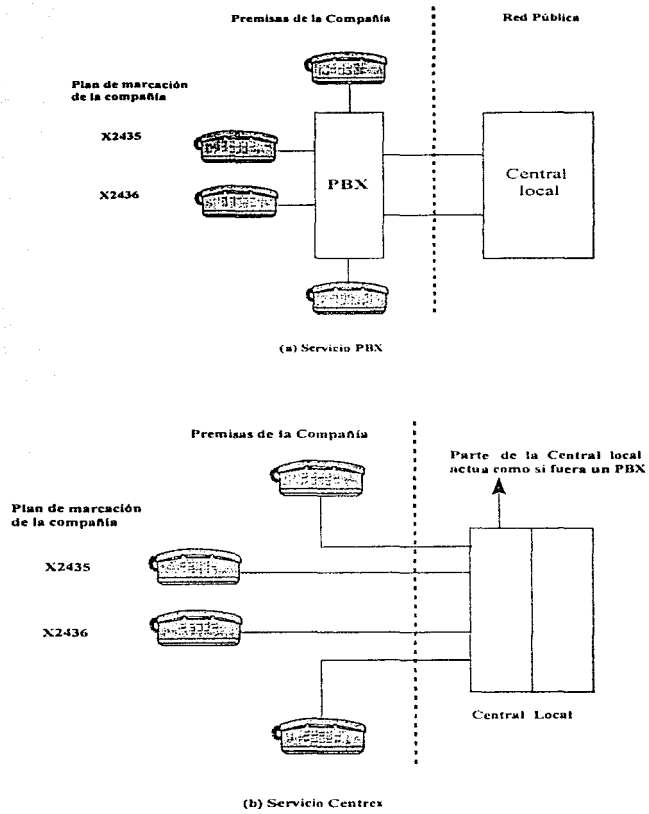 Premisas de la Compañía
Red Pública
Plan de marcación
de la compañía
X2435
X2436
PBX
Central
local
(a) Servicio PBX
Premisas de la Compañía
Parte de la Central local
actua como si fuera un PBX
Plan de marcación
de la compañía
X2435
X2436
Central Local
(b) Servicio Centrex